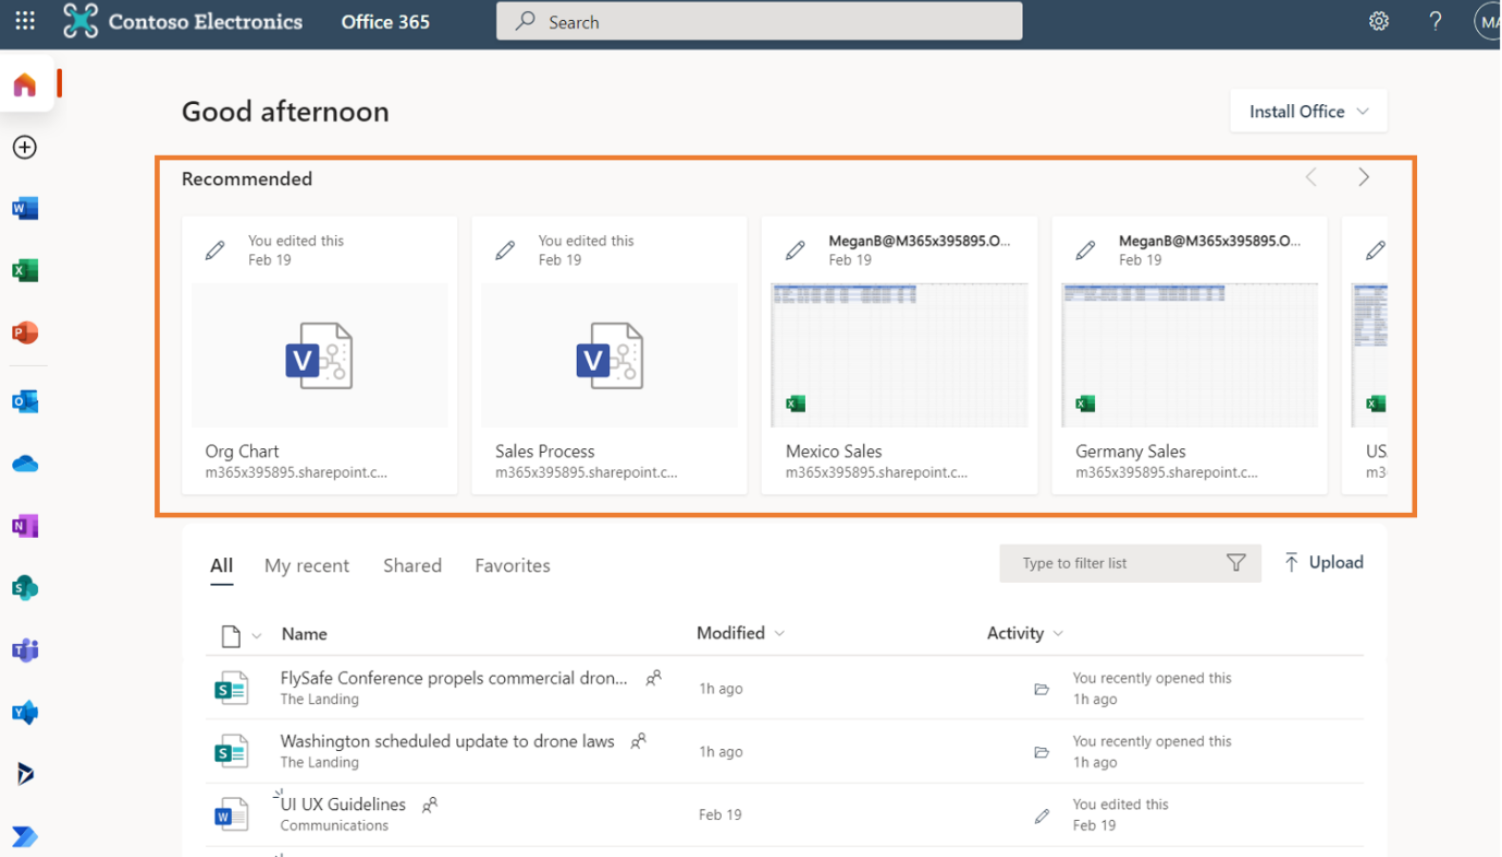 Contoso Electronics
Office 365
Search
MA
Good afternoon
Install Office
Recommended
You edited this
Feb 19
Org Chart
m365x395895.sharepoint.c...
You edited this
Feb 19
Sales Process
m365x395895.sharepoint.c...
MeganB@M365x395895.O...
Feb 19
Mexico Sales
m365x395895.sharepoint.c...
MeganB@M365x395895.O...
Feb 19
Germany Sales
m365x395895.sharepoint.c...
US
m3
All
My recent
Shared
Favorites
Type to filter list
Upload
Name
Modified
Activity
FlySafe Conference propels commercial dron...
The Landing
1h ago
You recently opened this
1h ago
Washington scheduled update to drone laws
The Landing
1h ago
You recently opened this
1h ago
UI UX Guidelines
Communications
Feb 19
You edited this
Feb 19